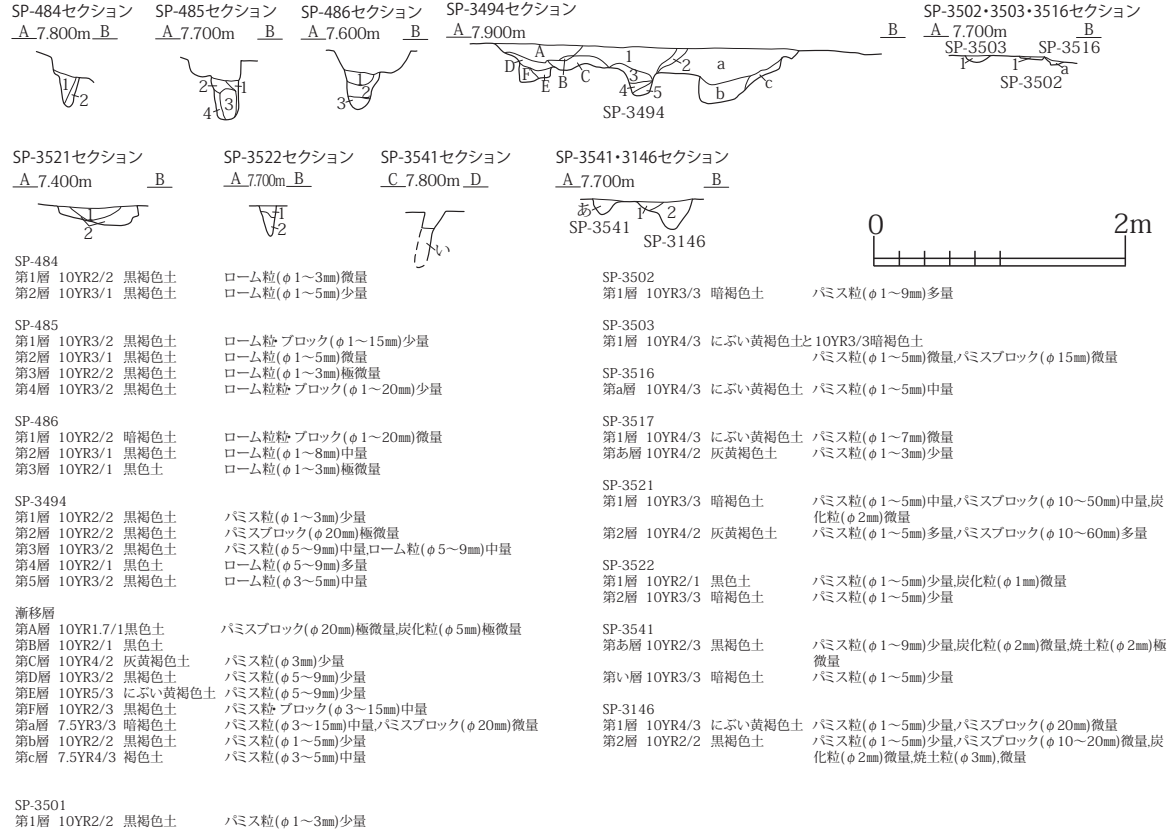 SP-484セクション
A 7.800m B
1
2
SP-485セクション
A 7.700m B
2
1
3
4
SP-486セクション
A 7.600m B
1
2
3
SP-3494セクション
A 7.900m B
A
D
F
E
B
C
1
3
4
5
2
a
b
c
SP-3494
SP-3502・3503・3516セクション
A 7.700m B
SP-3503
SP-3516
1
1
a
SP-3502
SP-3521セクション
A 7.400m B
1
2
SP-3522セクション
A 7.700m B
1
2
SP-3541セクション
C 7.800m D
い
SP-3541・3146セクション
A 7.700m B
あ
1
2
SP-3541
SP-3146
0 2m
SP-484
第1層 10YR2/2 黒褐色土 ローム粒(φ1～3㎜)微量
第2層 10YR3/1 黒褐色土 ローム粒(φ1～5㎜)少量
SP-485
第1層 10YR3/2 黒褐色土 ローム粒・ブロック(φ1～15㎜)少量
第2層 10YR3/1 黒褐色土 ローム粒(φ1～5㎜)微量
第3層 10YR2/2 黒褐色土 ローム粒(φ1～3㎜)極微量
第4層 10YR3/2 黒褐色土 ローム粒粒・ブロック(φ1～20㎜)少量
SP-486
第1層 10YR2/2 暗褐色土 ローム粒粒・ブロック(φ1～20㎜)微量
第2層 10YR3/1 黒褐色土 ローム粒(φ1～8㎜)中量
第3層 10YR2/1 黒色土 ローム粒(φ1～3㎜)極微量
SP-3494
第1層 10YR2/2 黒褐色土 パミス粒(φ1～3㎜)少量
第2層 10YR2/2 黒褐色土 パミスブロック(φ20㎜)極微量
第3層 10YR3/2 黒褐色土 パミス粒(φ5～9㎜)中量,ローム粒(φ5～9㎜)中量
第4層 10YR2/1 黒色土 ローム粒(φ5～9㎜)多量
第5層 10YR3/2 黒褐色土 ローム粒(φ3～5㎜)中量
漸移層
第A層 10YR1.7/1黒色土 パミスブロック(φ20㎜)極微量,炭化粒(φ5㎜)極微量
第B層 10YR2/1 黒色土
第C層 10YR4/2 灰黄褐色土 パミス粒(φ3㎜)少量
第D層 10YR3/2 黒褐色土 パミス粒(φ5～9㎜)少量
第E層 10YR5/3 にぶい黄褐色土 パミス粒(φ5～9㎜)少量
第F層 10YR2/3 黒褐色土 パミス粒・ブロック(φ3～15㎜)中量
第a層 7.5YR3/3 暗褐色土 パミス粒(φ3～15㎜)中量,パミスブロック(φ20㎜)微量
第b層 10YR2/2 黒褐色土 パミス粒(φ1～5㎜)少量
第c層 7.5YR4/3 褐色土 パミス粒(φ3～5㎜)中量
SP-3501
第1層 10YR2/2 黒褐色土 パミス粒(φ1～3㎜)少量
SP-3502
第1層 10YR3/3 暗褐色土 パミス粒(φ1～9㎜)多量
SP-3503
第1層 10YR4/3 にぶい黄褐色土と10YR3/3暗褐色土
パミス粒(φ1～5㎜)微量,パミスブロック(φ15㎜)微量
SP-3516
第a層 10YR4/3 にぶい黄褐色土 パミス粒(φ1～5㎜)中量
SP-3517
第1層 10YR4/3 にぶい黄褐色土 パミス粒(φ1～7㎜)微量
第あ層 10YR4/2 灰黄褐色土 パミス粒(φ1～3㎜)少量
SP-3521
第1層 10YR3/3 暗褐色土 パミス粒(φ1～5㎜)中量,パミスブロック(φ10～50㎜)中量,炭
化粒(φ2㎜)微量
第2層 10YR4/2 灰黄褐色土 パミス粒(φ1～5㎜)多量,パミスブロック(φ10～60㎜)多量
SP-3522
第1層 10YR2/1 黒色土 パミス粒(φ1～5㎜)少量,炭化粒(φ1㎜)微量
第2層 10YR3/3 暗褐色土 パミス粒(φ1～5㎜)少量
SP-3541
第あ層 10YR2/3 黒褐色土 パミス粒(φ1～9㎜)少量,炭化粒(φ2㎜)微量,焼土粒(φ2㎜)極
微量
第い層 10YR3/3 暗褐色土 パミス粒(φ1～5㎜)少量
SP-3146
第1層 10YR4/3 にぶい黄褐色土 パミス粒(φ1～5㎜)少量,パミスブロック(φ20㎜)微量
第2層 10YR2/2 黒褐色土 パミス粒(φ1～5㎜)少量,パミスブロック(φ10～20㎜)微量,炭
化粒(φ2㎜)微量,焼土粒(φ3㎜),微量